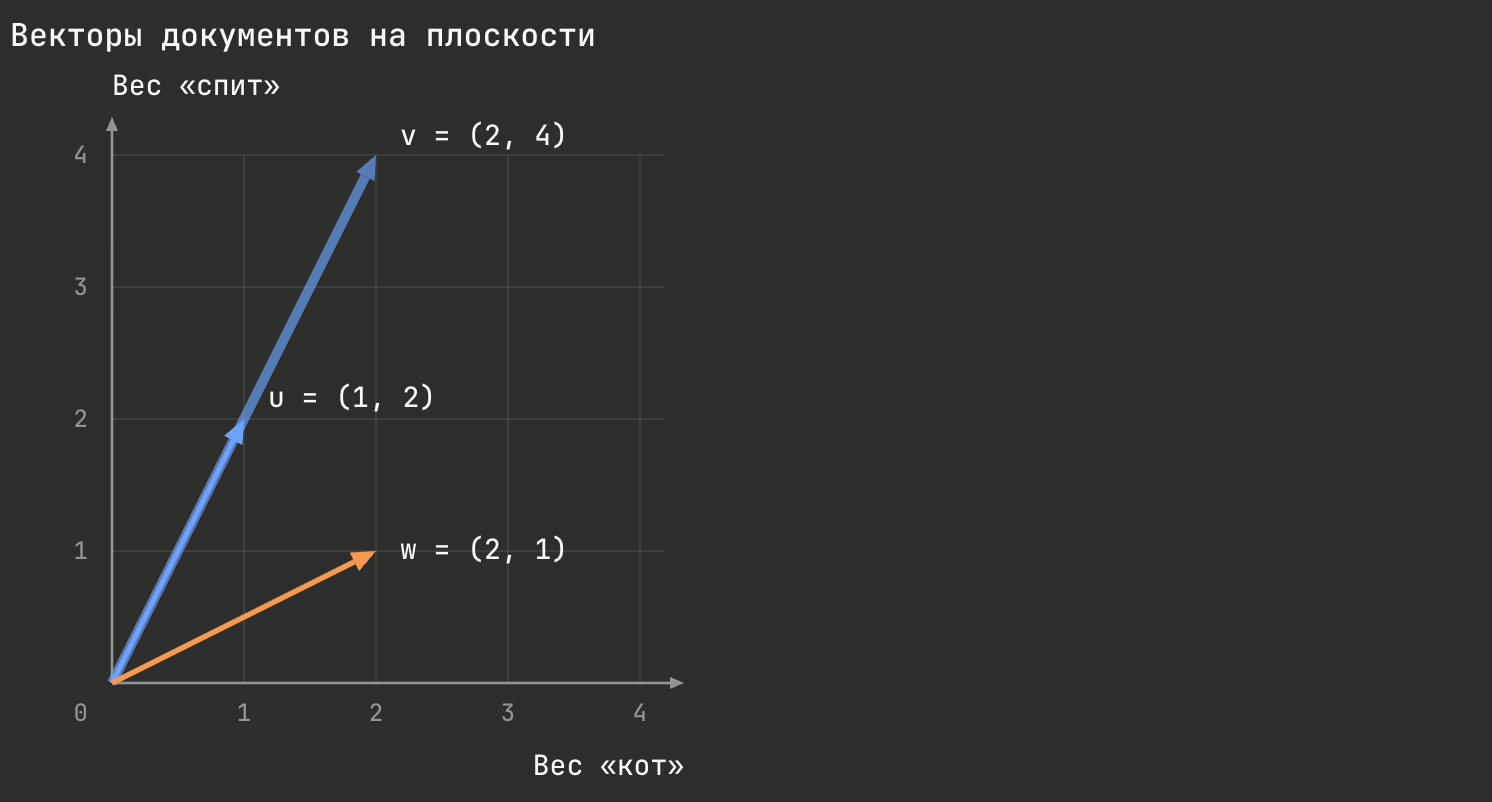 Векторы документов на плоскости
Вес «спит»
v = (2, 4)
4
3
u = (1, 2)
2
w = (2, 1)
1
0 1 2 3 4
Вес «кот»